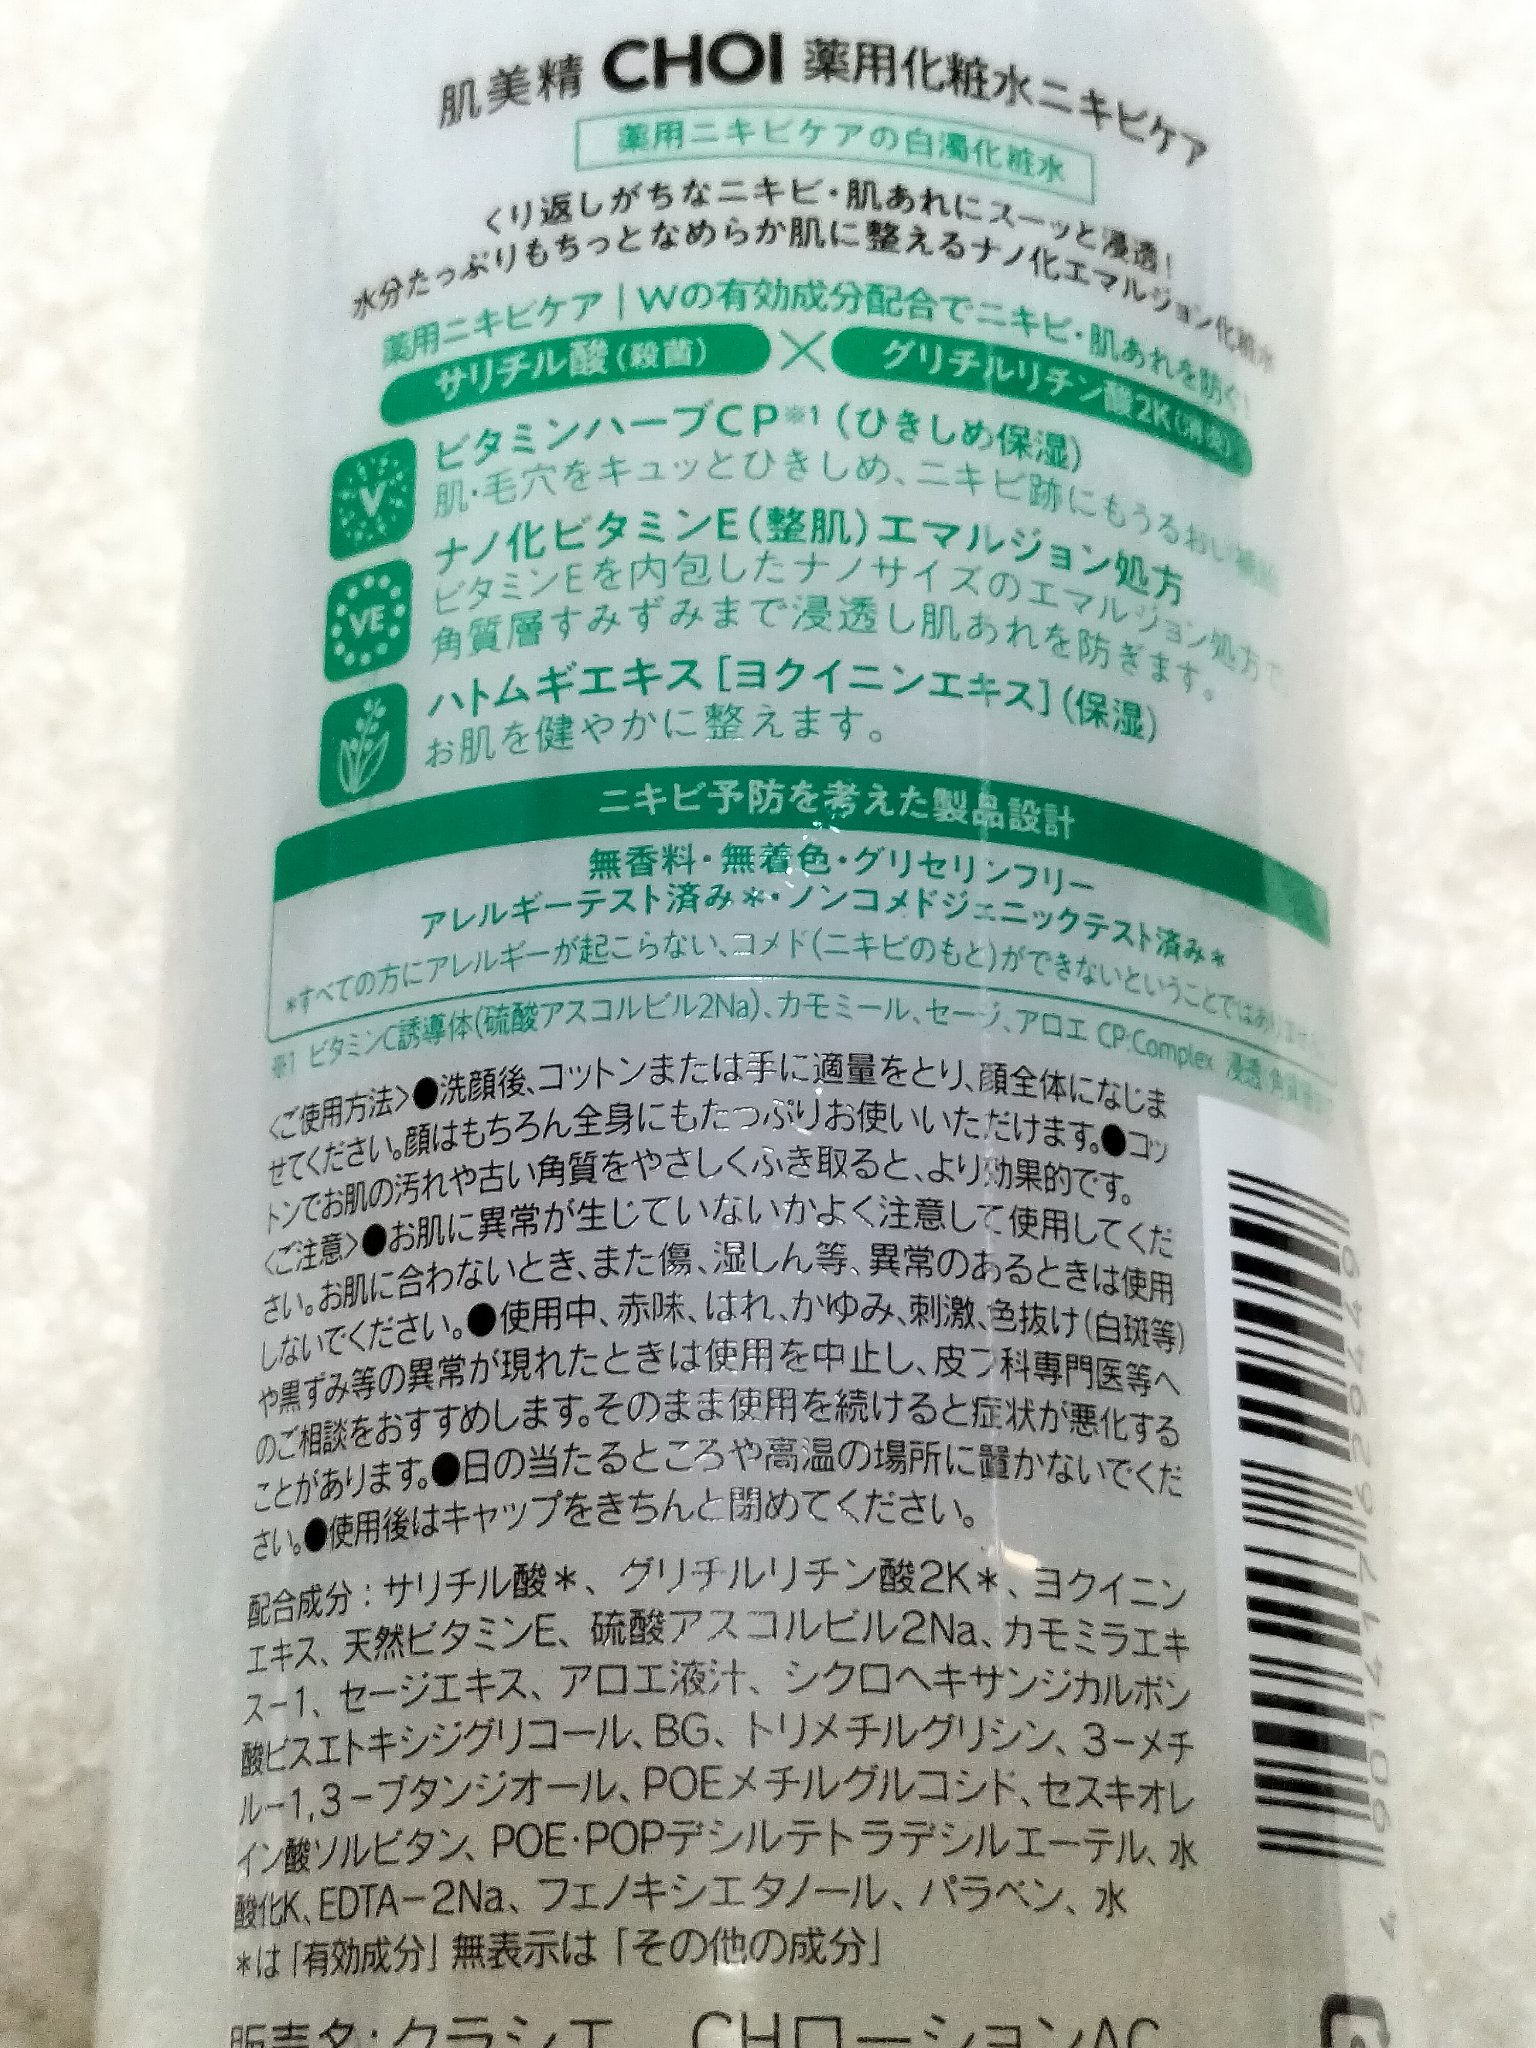 肌美精 CHOI 薬用化粧水ニキビケア
薬用ニキビケアの白濁化粧水
くり返しがちなニキビ・肌あれにスーッと浸透!
水分たっぷりもちっとなめらか肌に整えるナノ化エマルジョン化粧水
薬用ニキビケア | Wの有効成分配合でニキビ・肌あれを防ぐ!
サリチル酸(殺菌) × グリチルリチン酸2K(消炎)
V
ビタミンハーブCP※1(ひきしめ保湿)
肌・毛穴をキュッとひきしめ、ニキビ跡にもうるおい
VE
ナノ化ビタミンE(整肌)エマルジョン処方
ビタミンEを内包したナノサイズのエマルジョン処方で、
角質層すみずみまで浸透し肌あれを防ぎます。
ハトムギエキス[ヨクイニンエキス](保湿)
お肌を健やかに整えます。
ニキビ予防を考えた製品設計
無香料・無着色・グリセリンフリー
アレルギーテスト済み*・ノンコメドジェニックテスト済み*
*すべての方にアレルギーが起こらない、コメド(ニキビのもと)ができないということではありません
※1 ビタミンC誘導体(硫酸アスコルビル2Na)、カモミール、セージ、アロエ CP:Complex 浸透:角質層
<ご使用方法>●洗顔後、コットンまたは手に適量をとり、顔全体になじま
せてください。顔はもちろん全身にもたっぷりお使いいただけます。●コッ
トンでお肌の汚れや古い角質をやさしくふき取ると、より効果的です。
<ご注意>●お肌に異常が生じていないかよく注意して使用してくだ
さい。お肌に合わないとき、また傷、湿しん等、異常のあるときは使用
しないでください。●使用中、赤味、はれ、かゆみ、刺激、色抜け(白斑等)
や黒ずみ等の異常が現れたときは使用を中止し、皮フ科専門医等へ
のご相談をおすすめします。そのまま使用を続けると症状が悪化する
ことがあります。●日の当たるところや高温の場所に置かないでくだ
さい。●使用後はキャップをきちんと閉めてください。
配合成分:サリチル酸*、グリチルリチン酸2K*、ヨクイニン
エキス、天然ビタミンE、硫酸アスコルビル2Na、カモミラエキ
ス-1、セージエキス、アロエ液汁、シクロヘキサンジカルボン
酸ビスエトキシジグリコール、BG、トリメチルグリシン、3-メチ
ル-1,3-ブタンジオール、POEメチルグルコシド、セスキオレ
イン酸ソルビタン、POE・POPデシルテトラデシルエーテル、水
酸化K、EDTA-2Na、フェノキシエタノール、パラベン、水
*は「有効成分」無表示は「その他の成分」
販売名:クラシエ CHローションAC